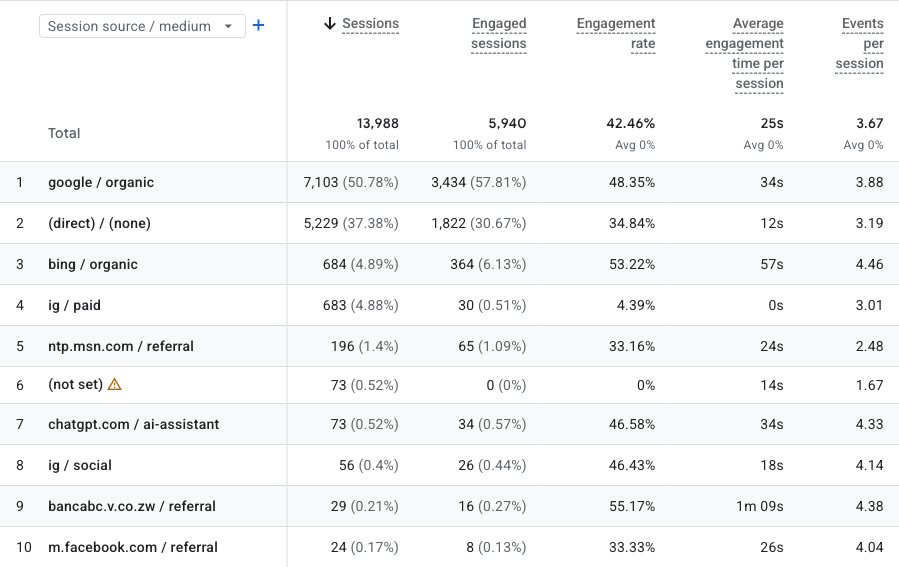 Session source / medium
+
Sessions
Engaged sessions
Engagement rate
Average engagement time per session
Events per session
Total
13,988
100% of total
5,940
100% of total
42.46%
Avg 0%
25s
Avg 0%
3.67
Avg 0%
1 google / organic 7,103 (50.78%) 3,434 (57.81%) 48.35% 34s 3.88
2 (direct) / (none) 5,229 (37.38%) 1,822 (30.67%) 34.84% 12s 3.19
3 bing / organic 684 (4.89%) 364 (6.13%) 53.22% 57s 4.46
4 ig / paid 683 (4.88%) 30 (0.51%) 4.39% 0s 3.01
5 ntp.msn.com / referral 196 (1.4%) 65 (1.09%) 33.16% 24s 2.48
6 (not set) 73 (0.52%) 0 (0%) 0% 14s 1.67
7 chatgpt.com / ai-assistant 73 (0.52%) 34 (0.57%) 46.58% 34s 4.33
8 ig / social 56 (0.4%) 26 (0.44%) 46.43% 18s 4.14
9 bancabc.v.co.zw / referral 29 (0.21%) 16 (0.27%) 55.17% 1m 09s 4.38
10 m.facebook.com / referral 24 (0.17%) 8 (0.13%) 33.33% 26s 4.04